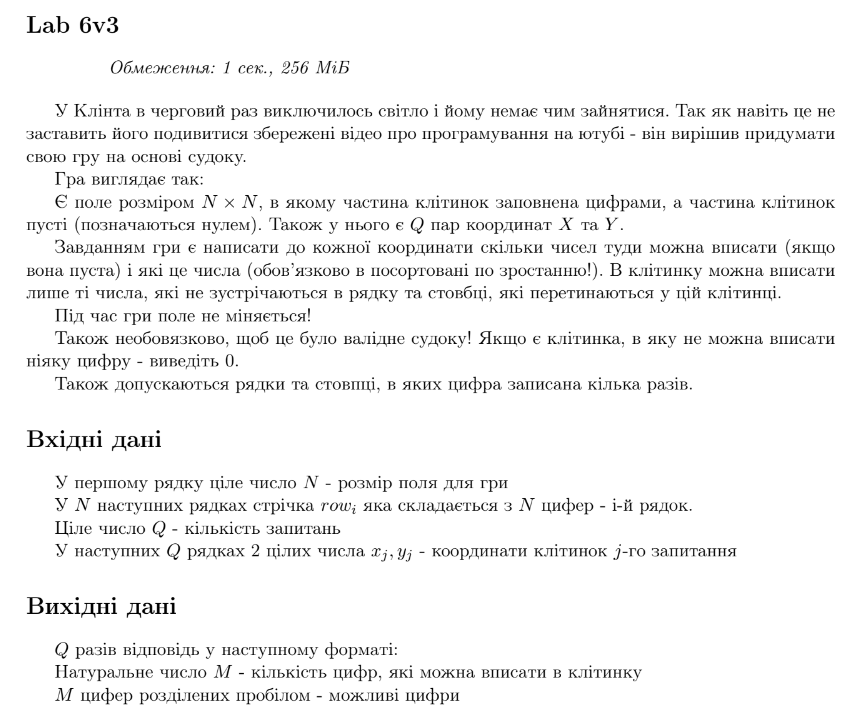 Lab 6v3
Обмеження: 1 сек., 256 МіБ
У Клінта в черговий раз виключилось світло і йому немає чим зайнятися. Так як навіть це не
заставить його подивитися збережені відео про програмування на ютубі - він вирішив придумати
свою гру на основі судоку.
Гра виглядає так:
Є поле розміром N × N, в якому частина клітинок заповнена цифрами, а частина клітинок
пусті (позначаються нулем). Також у нього є Q пар координат X та Y.
Завданням гри є написати до кожної координати скільки чисел туди можна вписати (якщо
вона пуста) і які це числа (обов'язково в посортовані по зростанню!). В клітинку можна вписати
лише ті числа, які не зустрічаються в рядку та стовбці, які перетинаються у цій клітинці.
Під час гри поле не міняється!
Також необовязково, щоб це було валідне судоку! Якщо є клітинка, в яку не можна вписати
ніяку цифру - виведіть 0.
Також допускаються рядки та стовпці, в яких цифра записана кілька разів.
Вхідні дані
У першому рядку ціле число N - розмір поля для гри
У N наступних рядках стрічка rowᵢ яка складається з N цифер - і-й рядок.
Ціле число Q - кількість запитань
У наступних Q рядках 2 цілих числа xⱼ, yⱼ - координати клітинок j-го запитання
Вихідні дані
Q разів відповідь у наступному форматі:
Натуральне число M - кількість цифр, які можна вписати в клітинку
M цифер розділених пробілом - можливі цифри